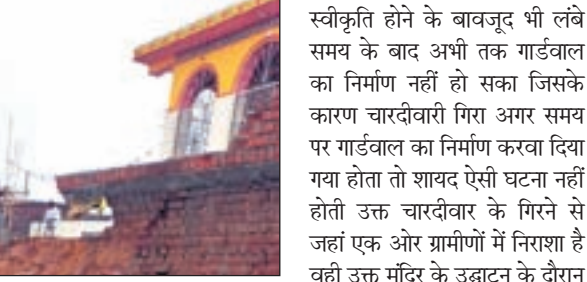 स्वीकृति होने के बावजूद भी लंबे
समय के बाद अभी तक गार्डवाल
का निर्माण नहीं हो सका जिसके
कारण चारदीवारी गिरा अगर समय
पर गार्डवाल का निर्माण करवा दिया
गया होता तो शायद ऐसी घटना नहीं
होती उक्त चारदीवार के गिरने से
जहां एक ओर ग्रामीणों में निराशा है
वही उक्त मंदिर के उद्घाटन के दौरान